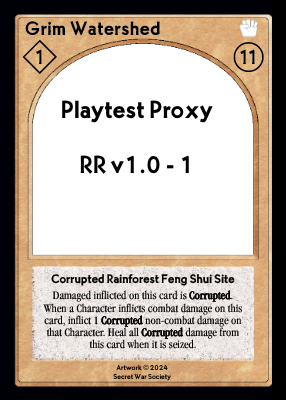 Grim Watershed
1
11
Playtest Proxy
RR v1.0 - 1
Corrupted Rainforest Feng Shui Site
Damaged inflicted on this card is Corrupted.
When a Character inflicts combat damage on this
card, inflict 1 Corrupted non-combat damage on
that Character. Heal all Corrupted damage from
this card when it is seized.
Artwork © 2024
Secret War Society